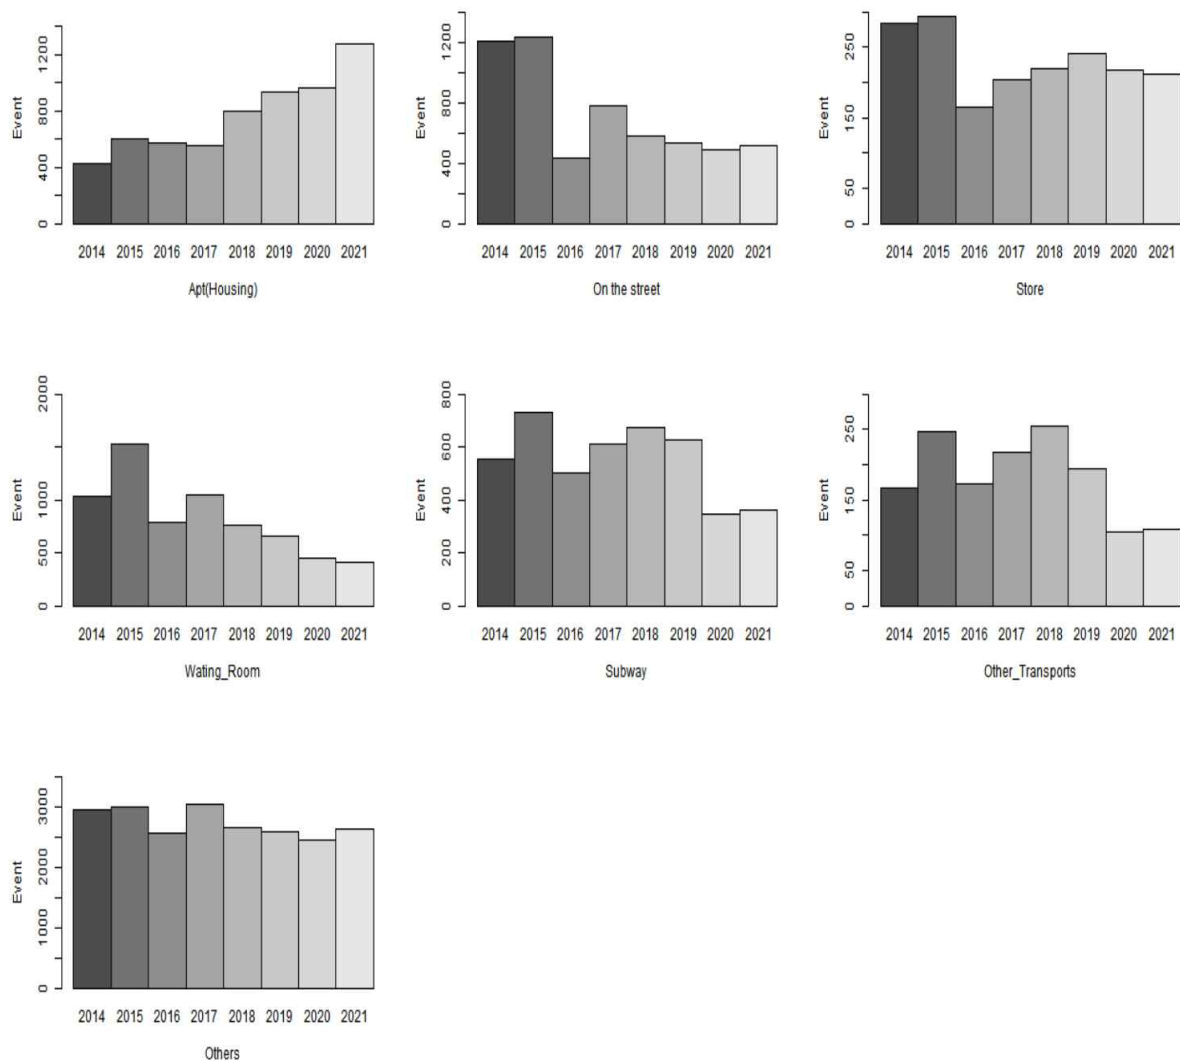 Event
0 400 800 1200
2014 2015 2016 2017 2018 2019 2020 2021
Apt(Housing)
Event
0 400 800 1200
2014 2015 2016 2017 2018 2019 2020 2021
On the street
Event
0 50 150 250
2014 2015 2016 2017 2018 2019 2020 2021
Store
Event
0 500 1000 2000
2014 2015 2016 2017 2018 2019 2020 2021
Wating_Room
Event
0 200 400 600 800
2014 2015 2016 2017 2018 2019 2020 2021
Subway
Event
0 50 150 250
2014 2015 2016 2017 2018 2019 2020 2021
Other_Transports
Event
0 1000 2000 3000
2014 2015 2016 2017 2018 2019 2020 2021
Others